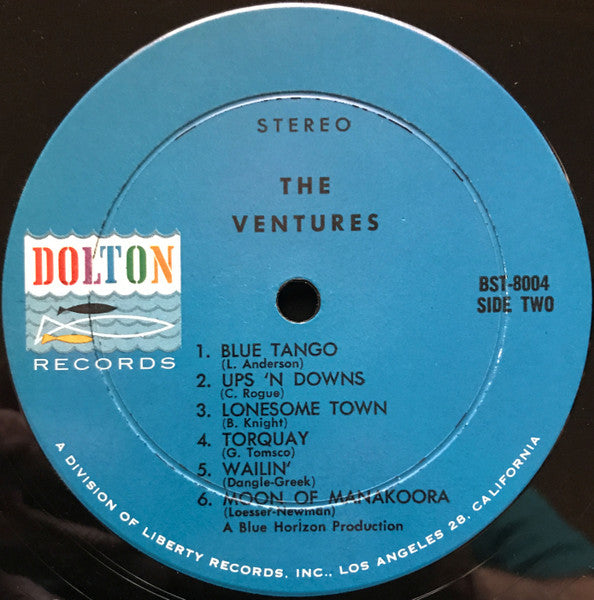 STEREO
THE
VENTURES
DOLTON
RECORDS
BST-8004
SIDE TWO
1. BLUE TANGO
(L. Anderson)
2. UPS 'N DOWNS
(C. Rogue)
3. LONESOME TOWN
(B. Knight)
4. TORQUAY
(G. Tomsco)
5. WAILIN'
(Dangle-Greek)
6. MOON OF MANAKOORA
(Loesser-Newman)
A Blue Horizon Production
A DIVISION OF LIBERTY RECORDS, INC., LOS ANGELES 28, CALIFORNIA